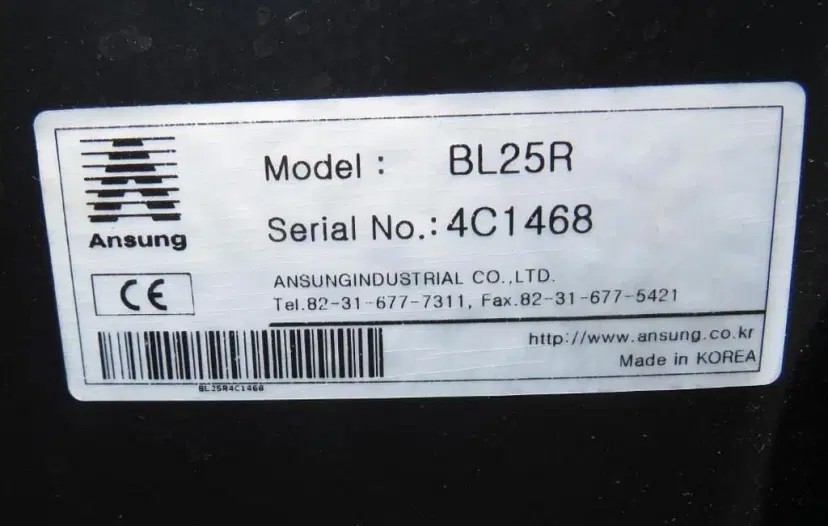 Ansung
Model : BL25R
Serial No.: 4C1468
CE
ANSUNGINDUSTRIAL CO.,LTD.
Tel.82-31-677-7311, Fax.82-31-677-5421
BL25R4C1468
http://www.ansung.co.kr
Made in KOREA